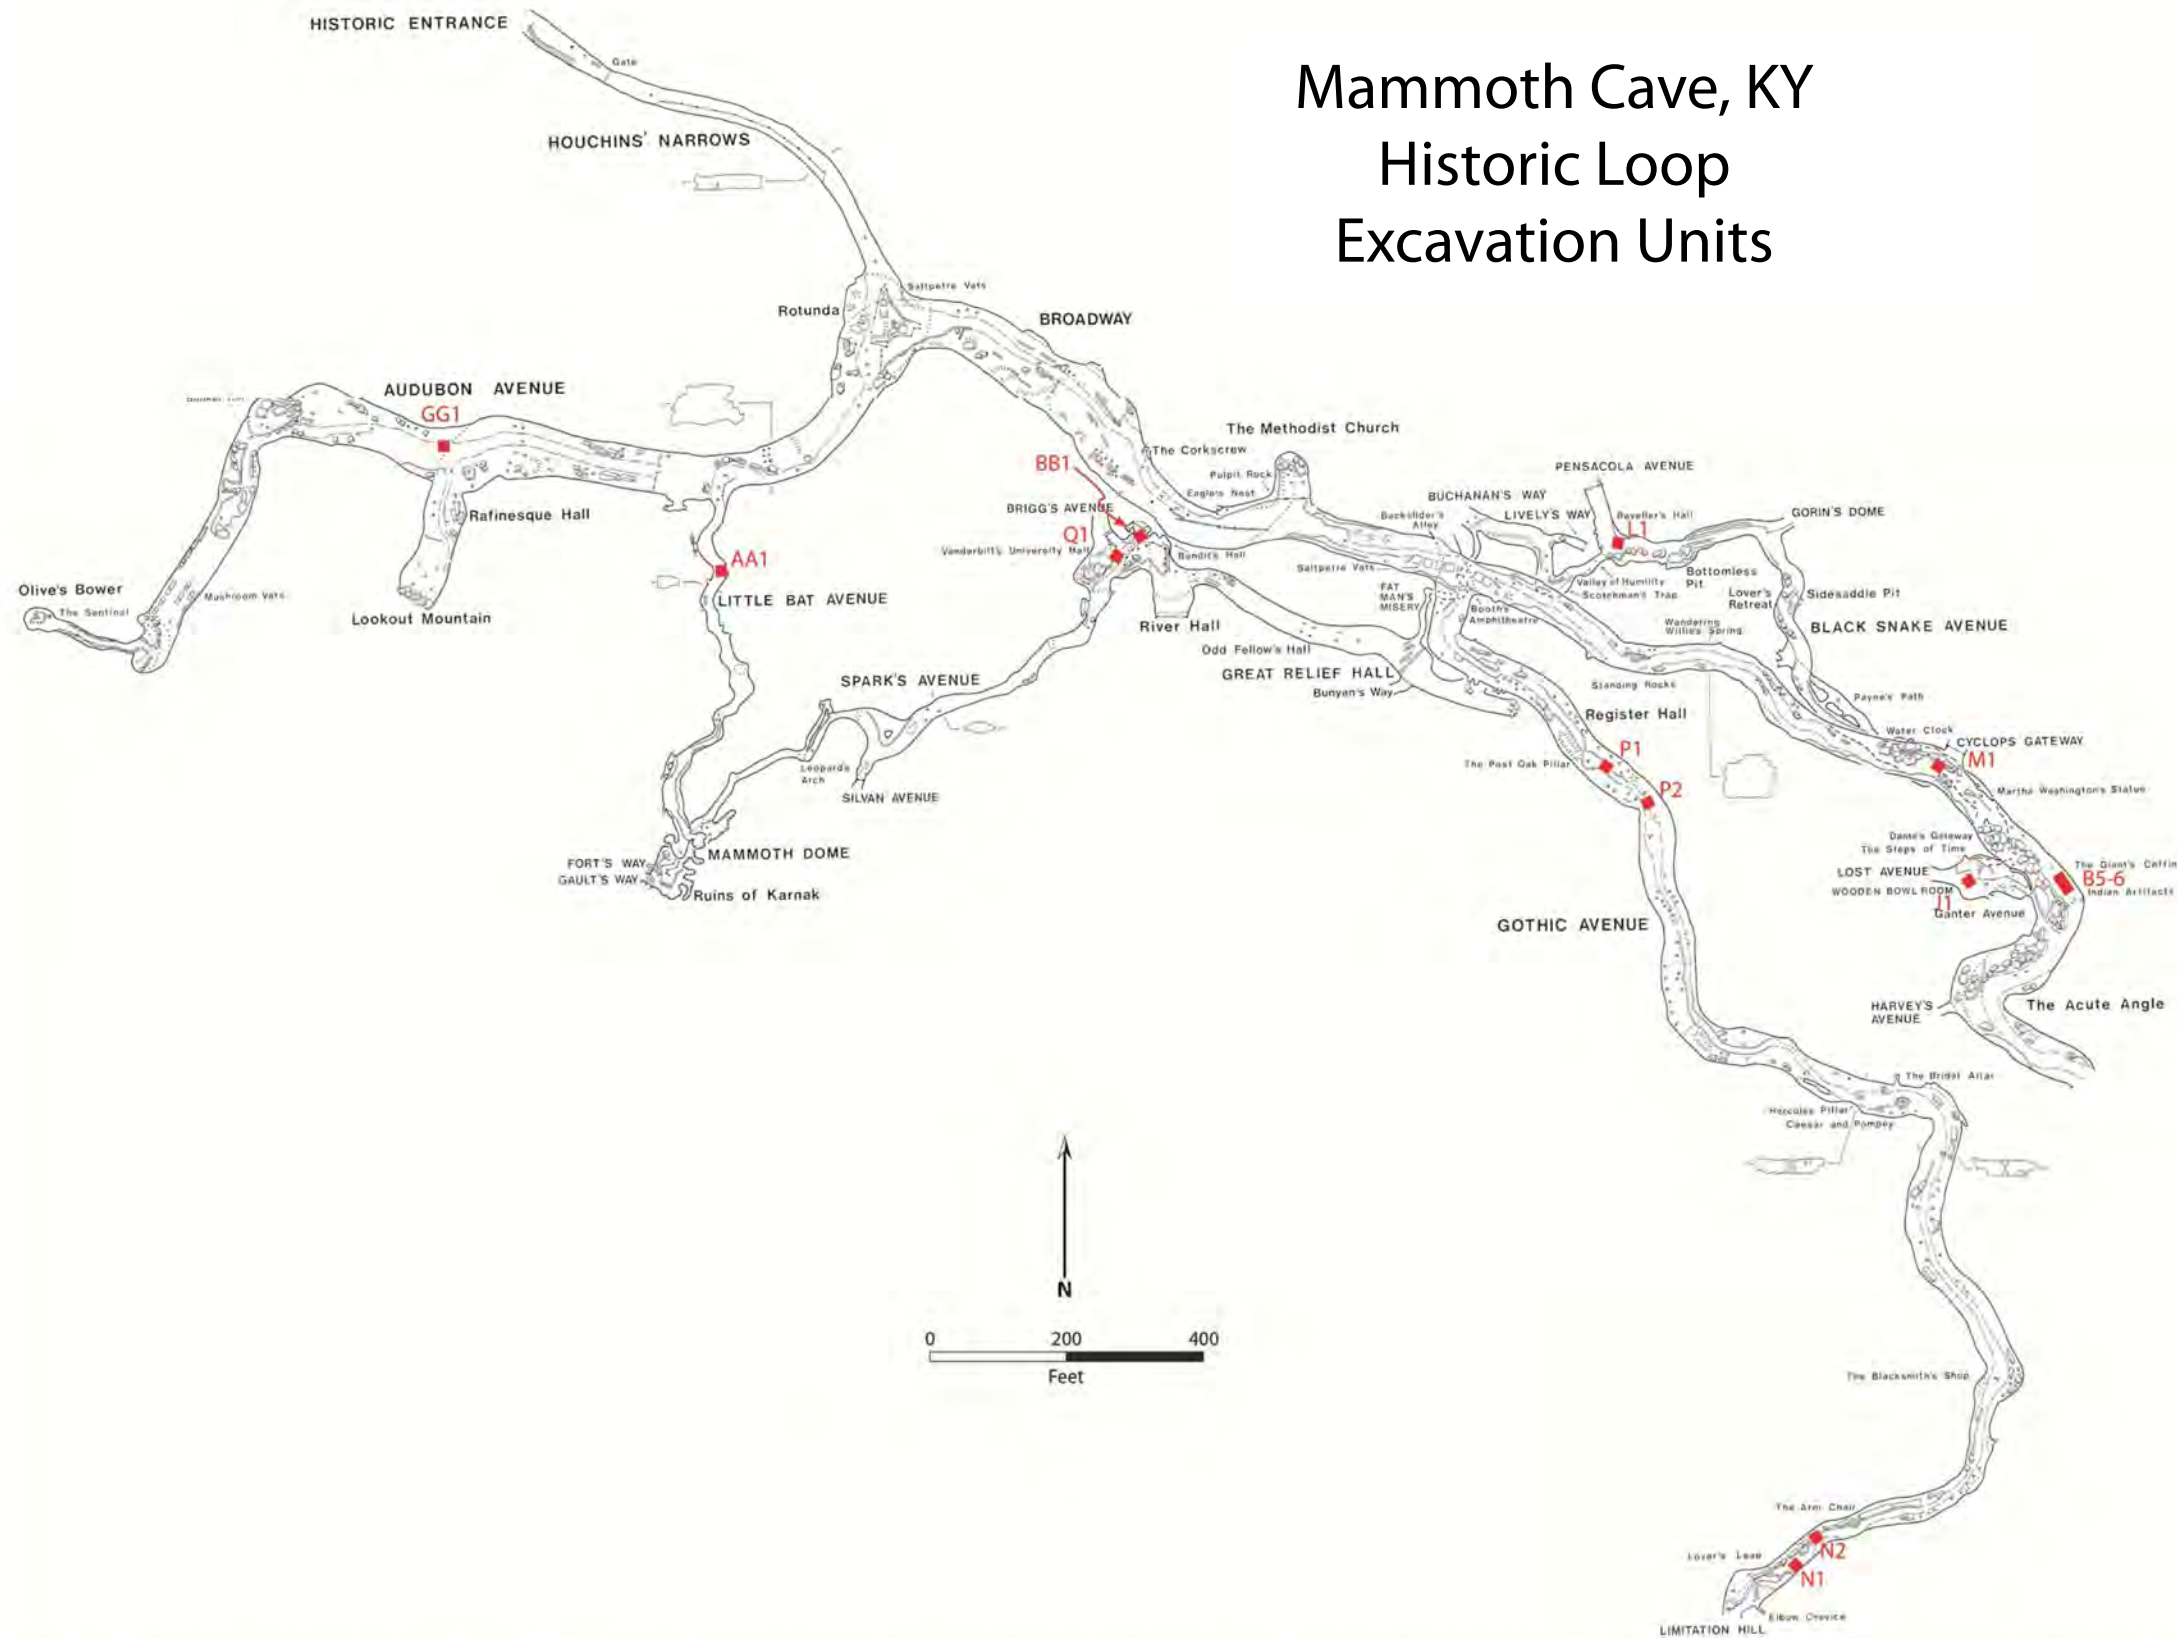 HISTORIC ENTRANCE
Gate
Mammoth Cave, KY
Historic Loop
Excavation Units
HOUCHINS' NARROWS
Saltpetre Vats
Rotunda
BROADWAY
AUDUBON AVENUE
GG1
The Methodist Church
The Corkscrew
BB1
Pulpit Rock
Eagle's Nest
PENSACOLA AVENUE
BUCHANAN'S WAY
LIVELY'S WAY
Reveller's Hall
GORIN'S DOME
Backslider's
Alley
L1
BRIGG'S AVENUE
Rafinesque Hall
Q1
Vanderbilt's University Hall
Bandit's Hall
AA1
Saltpetre Vats
Bottomless
Pit
Valley of Humility
Scotchman's Trap
FAT
MAN'S
MISERY
Olive's Bower
The Sentinel
Mushroom Vats
LITTLE BAT AVENUE
Lover's
Retreat
Sidesaddle Pit
Booth's
Amphitheatre
Lookout Mountain
River Hall
Wandering
Willie's Spring
BLACK SNAKE AVENUE
Odd Fellow's Hall
GREAT RELIEF HALL
Bunyan's Way
SPARK'S AVENUE
Standing Rocks
Payne's Path
Register Hall
Water Clock
CYCLOPS GATEWAY
P1
M1
The Post Oak Pillar
Leopard's
Arch
SILVAN AVENUE
P2
Martha Washington's Statue
Dame's Gateway
The Steps of Time
MAMMOTH DOME
FORT'S WAY
GAULT'S WAY
Ruins of Karnak
The Giant's Coffin
LOST AVENUE
B5-6
WOODEN BOWL ROOM
Indian Artifacts
J1
Ganter Avenue
GOTHIC AVENUE
HARVEY'S
AVENUE
The Acute Angle
The Bridal Altar
Hercules Pillar
Caesar and Pompey
N
0 200 400
Feet
The Blacksmith's Shop
The Arm Chair
N2
Lover's Leap
N1
Elbow Crevice
LIMITATION HILL